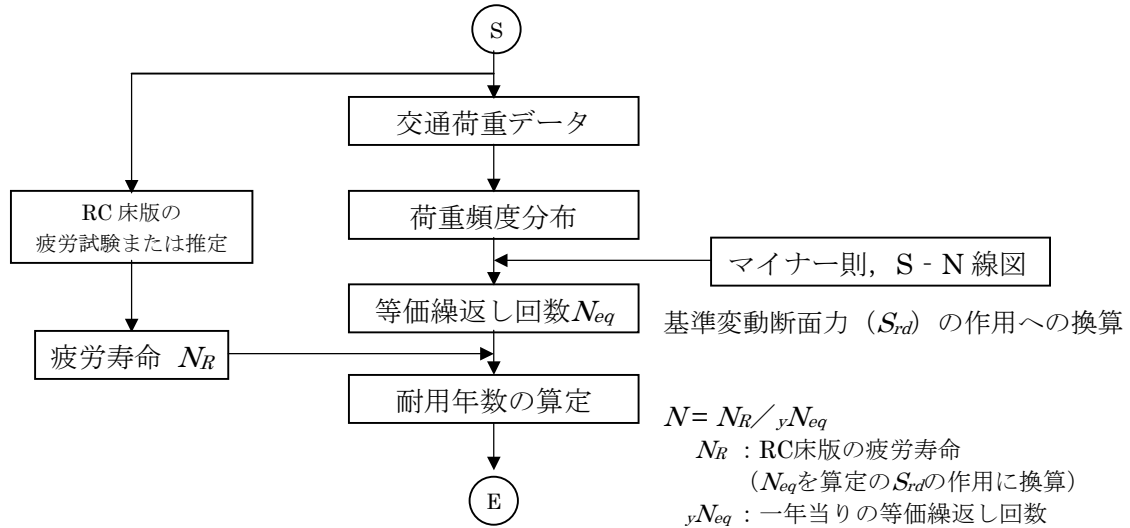 S
交通荷重データ
RC 床版の
疲労試験または推定
荷重頻度分布
マイナー則，S‐N 線図
等価繰返し回数Neq
基準変動断面力（Srd）の作用への換算
疲労寿命 NR
耐用年数の算定
N = NR／yNeq
NR ：RC床版の疲労寿命
（Neqを算定のSrdの作用に換算）
E
yNeq：一年当りの等価繰返し回数